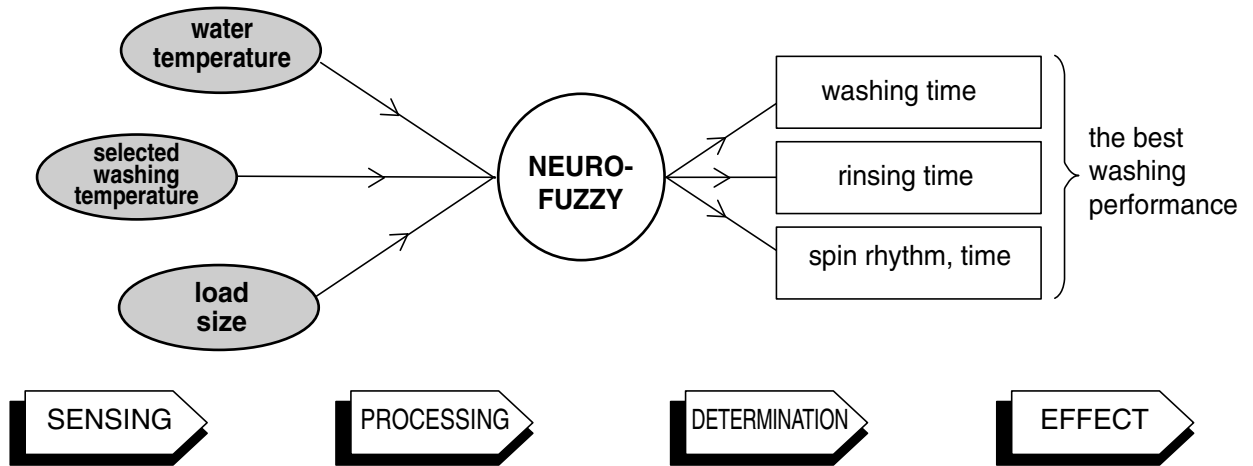 water
temperature
selected
washing
temperature
load
size
NEURO-
FUZZY
washing time
rinsing time
spin rhythm, time
the best
washing
performance
SENSING
PROCESSING
DETERMINATION
EFFECT